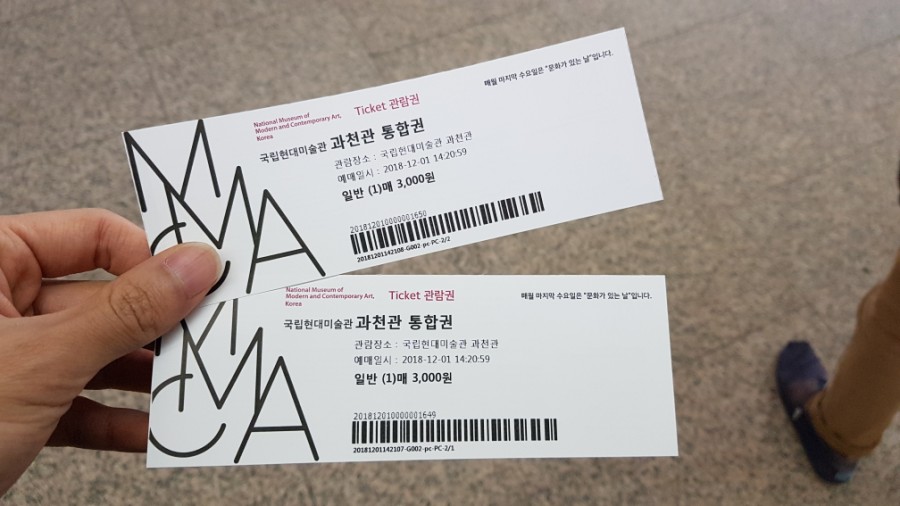 매월 마지막 수요일은 "문화가 있는 날"입니다.
National Museum of
Modern and Contemporary Art,
Korea
Ticket 관람권
국립현대미술관 과천관 통합권
관람장소 : 국립현대미술관 과천관
예매일시 : 2018-12-01 14:20:59
일반 (1)매 3,000원
201812010000001650
20181201142108-G002-pc-PC-2/2
MMCA
National Museum of
Modern and Contemporary Art,
Korea
Ticket 관람권
매월 마지막 수요일은 "문화가 있는 날"입니다.
국립현대미술관 과천관 통합권
관람장소 : 국립현대미술관 과천관
예매일시 : 2018-12-01 14:20:59
일반 (1)매 3,000원
201812010000001649
20181201142107-G002-pc-PC-2/1
MMCA